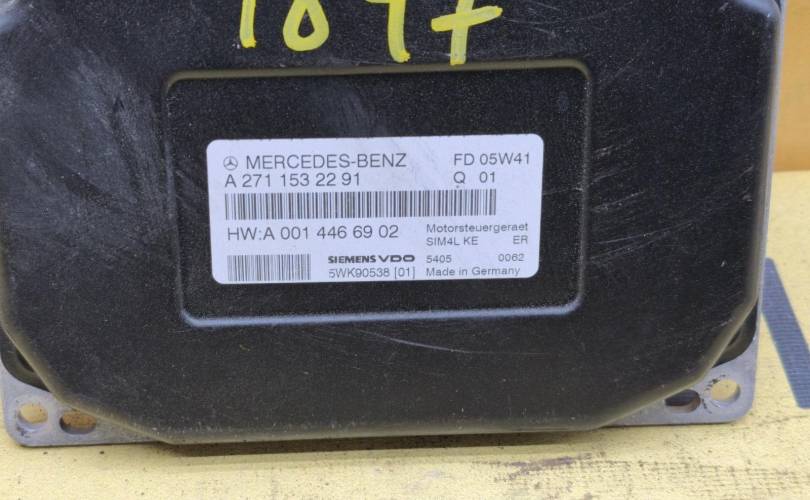 1847
MERCEDES-BENZ FD 05W41
A 271 153 22 91 Q 01
HW:A 001 446 69 02 Motorsteuergeraet
SIM4L KE ER
SIEMENS VDO 5405 0062
5WK90538 [01] Made in Germany